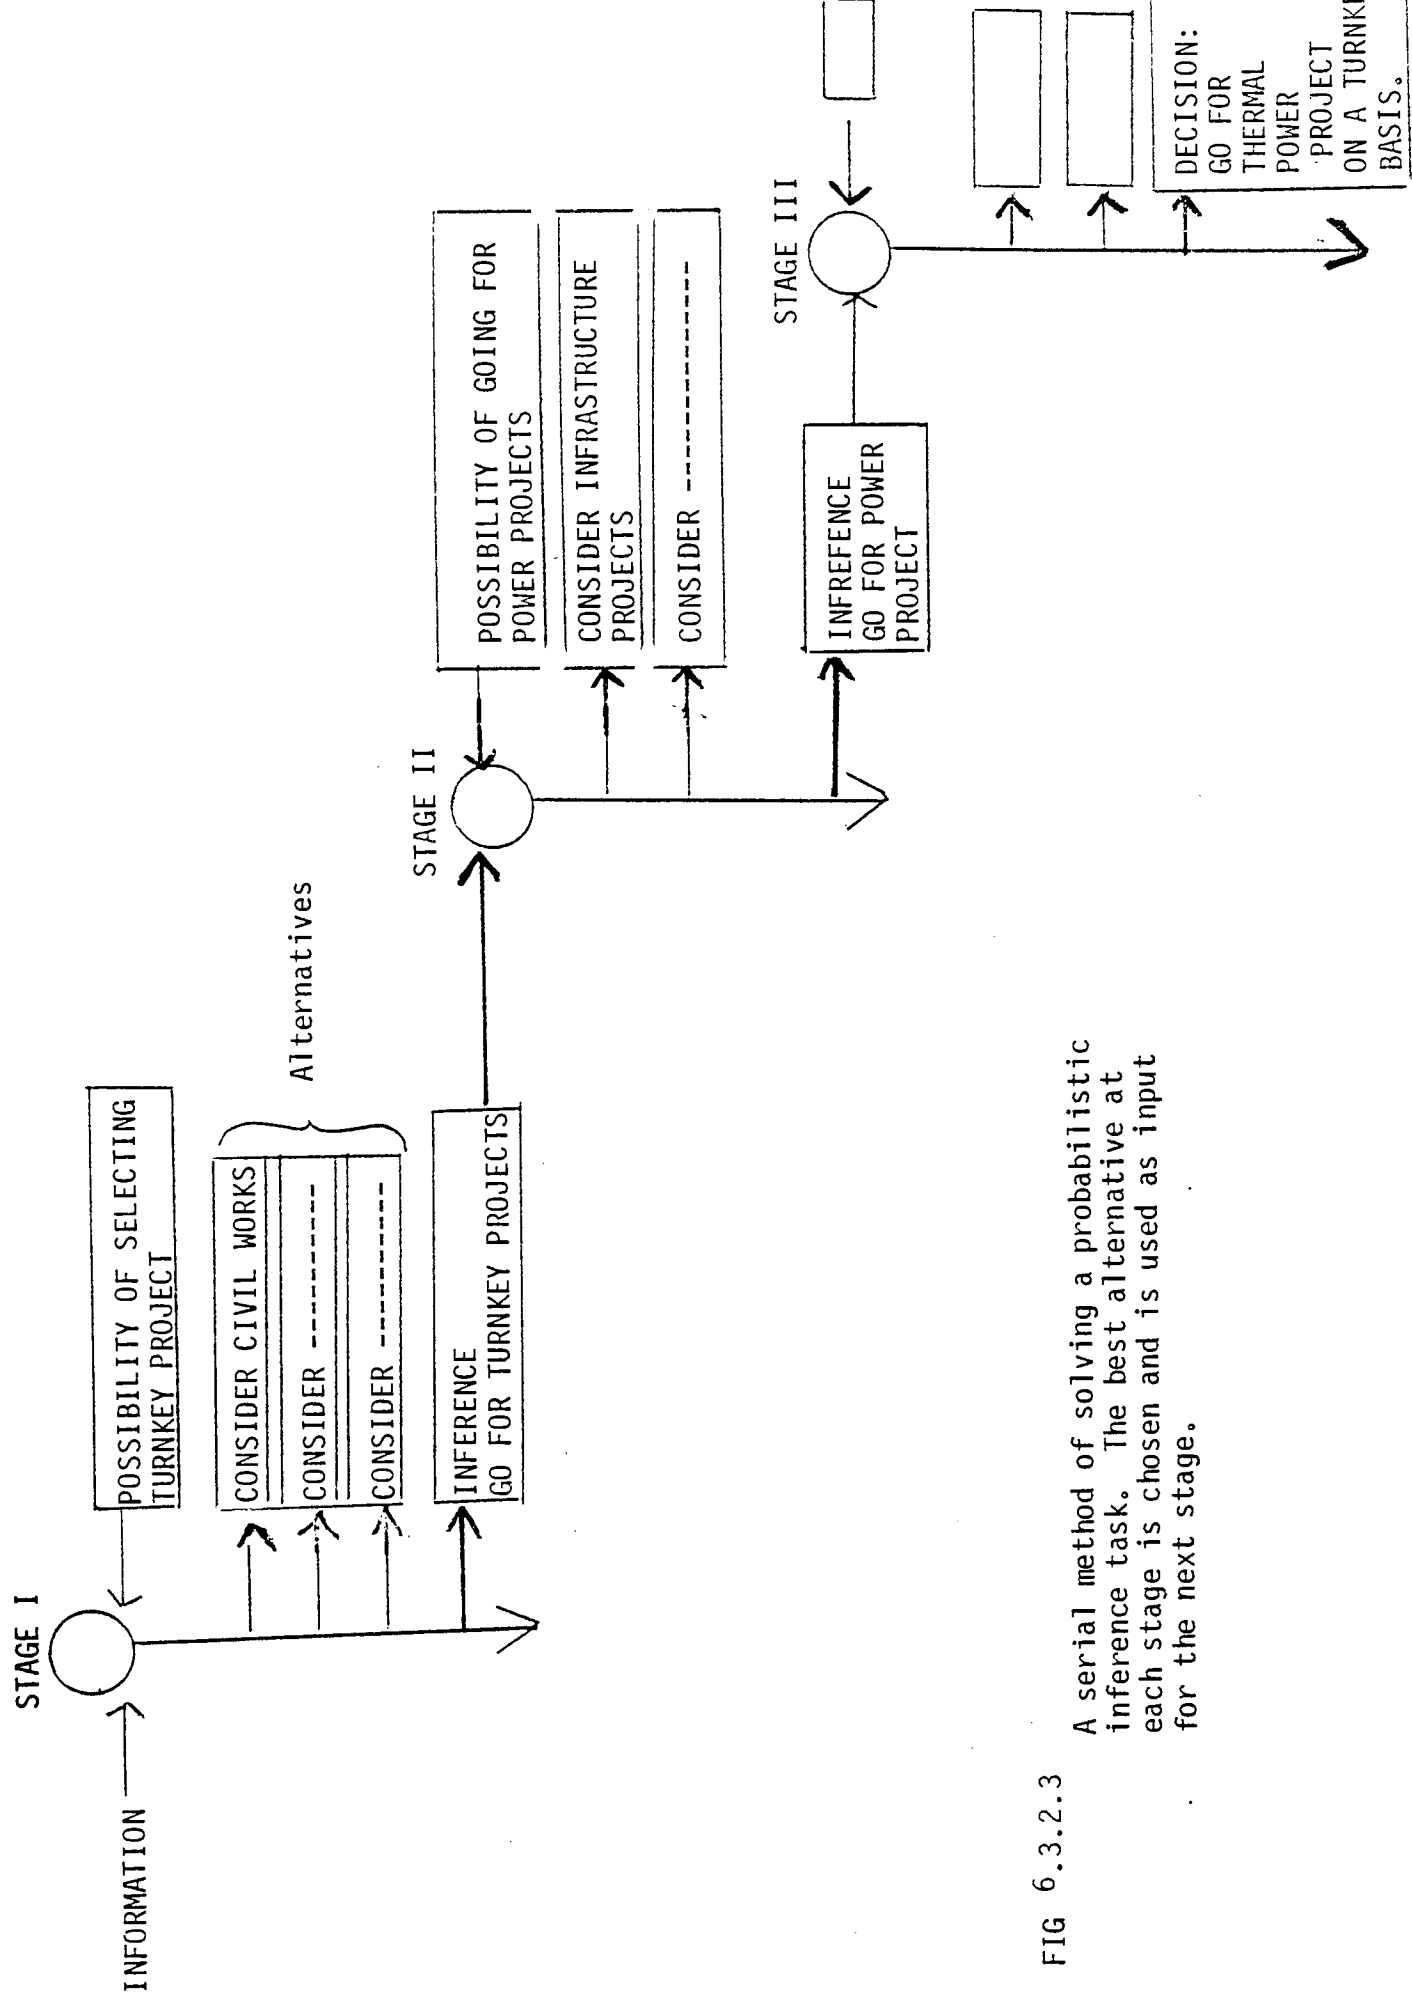 STAGE I
INFORMATION
POSSIBILITY OF SELECTING
TURNKEY PROJECT
CONSIDER CIVIL WORKS
CONSIDER ----------
CONSIDER ----------
Alternatives
INFERENCE
GO FOR TURNKEY PROJECTS
STAGE II
POSSIBILITY OF GOING FOR
POWER PROJECTS
CONSIDER INFRASTRUCTURE
PROJECTS
CONSIDER --------------
INFREFENCE
GO FOR POWER
PROJECT
STAGE III
DECISION:
GO FOR
THERMAL
POWER
PROJECT
ON A TURNKE
BASIS.
FIG 6.3.2.3
A serial method of solving a probabilistic
inference task. The best alternative at
each stage is chosen and is used as input
for the next stage.